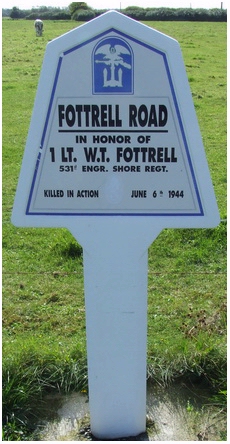 FOTTRELL ROAD
IN HONOR OF
1 LT. W.T. FOTTRELL
531ˢᵗ ENGR. SHORE REGT.
KILLED IN ACTION JUNE 6ᵗʰ 1944